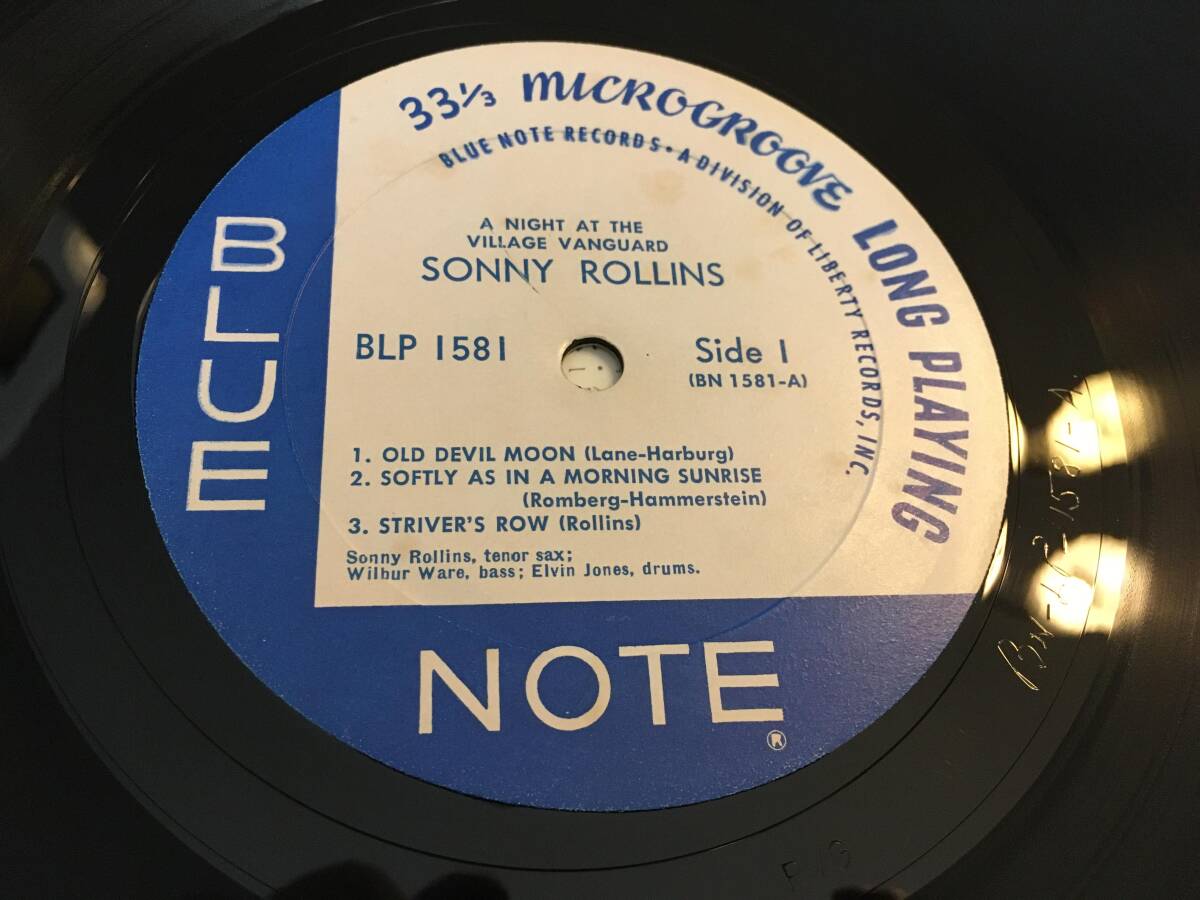 33⅓ MICROGROOVE LONG PLAYING
BLUE NOTE RECORDS • A DIVISION OF LIBERTY RECORDS, INC.
A NIGHT AT THE
VILLAGE VANGUARD
SONNY ROLLINS
BLP 1581
Side 1
(BN 1581-A)
1. OLD DEVIL MOON (Lane-Harburg)
2. SOFTLY AS IN A MORNING SUNRISE
(Romberg-Hammerstein)
3. STRIVER'S ROW (Rollins)
Sonny Rollins, tenor sax;
Wilbur Ware, bass; Elvin Jones, drums.
BLUE
NOTE
®